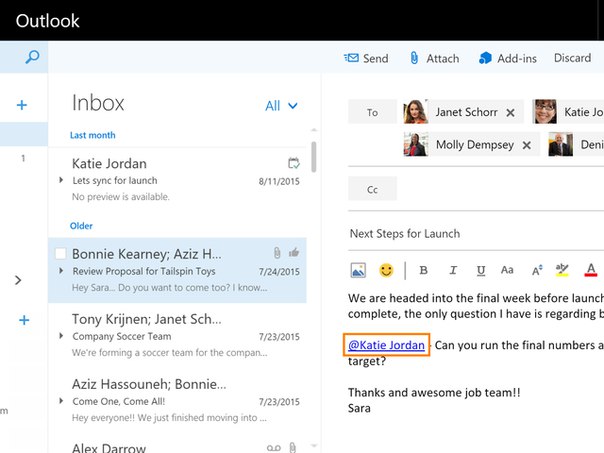 Outlook
Send
Attach
Add-ins
Discard
Inbox
All
1
Last month
Katie Jordan
Lets sync for launch 8/11/2015
No preview is available.
Older
Bonnie Kearney; Aziz H...
Review Proposal for Tailspin Toys 7/24/2015
Hey Sara... Do you want to come too? I know...
Tony Krijnen; Janet Sch...
Company Soccer Team 7/23/2015
We're forming a soccer team for the compan...
Aziz Hassouneh; Bonnie...
Come One, Come All! 7/23/2015
Hey everyone!! We just finished moving into ...
Alex Darrow
m
To
Janet Schorr
Katie Jo
Molly Dempsey
Deni
Cc
Next Steps for Launch
B I U Aa A aby A
We are headed into the final week before launch
complete, the only question I have is regarding b
@Katie Jordan - Can you run the final numbers a
target?
Thanks and awesome job team!!
Sara